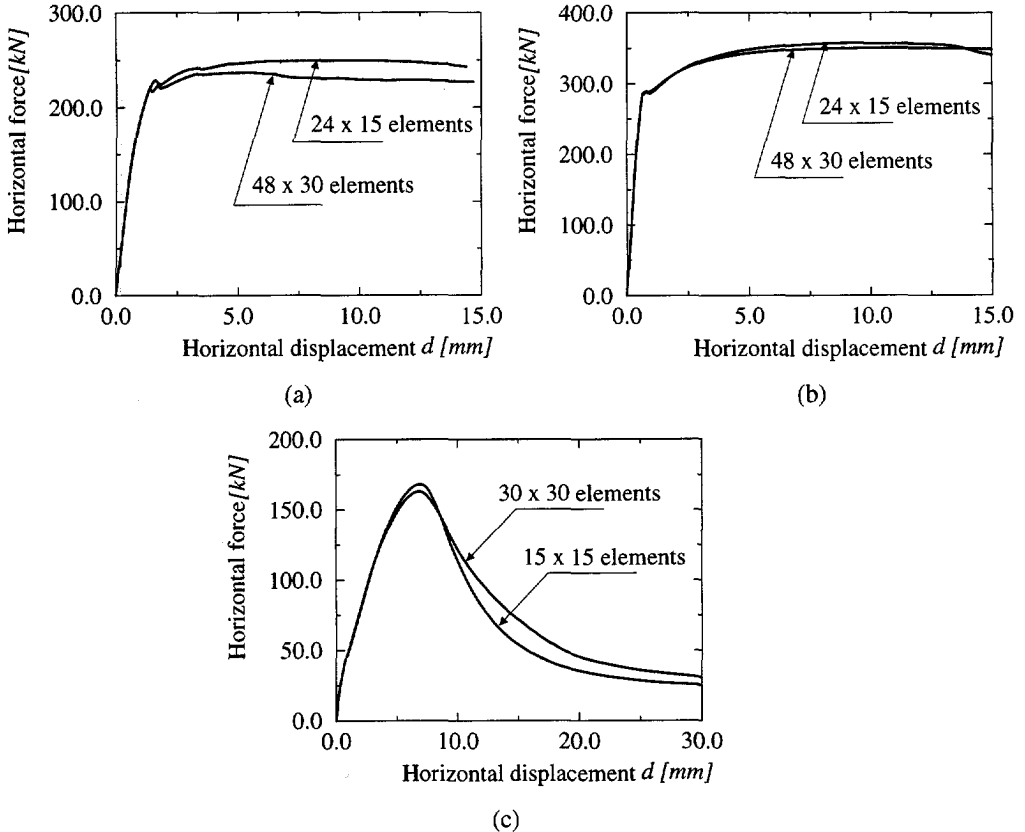 Horizontal force[kN]
300.0
200.0
100.0
0.0
24 x 15 elements
48 x 30 elements
0.0 5.0 10.0 15.0
Horizontal displacement d [mm]
(a)
Horizontal force[kN]
400.0
300.0
200.0
100.0
0.0
24 x 15 elements
48 x 30 elements
0.0 5.0 10.0 15.0
Horizontal displacement d [mm]
(b)
Horizontal force[kN]
200.0
150.0
100.0
50.0
0.0
30 x 30 elements
15 x 15 elements
0.0 10.0 20.0 30.0
Horizontal displacement d [mm]
(c)